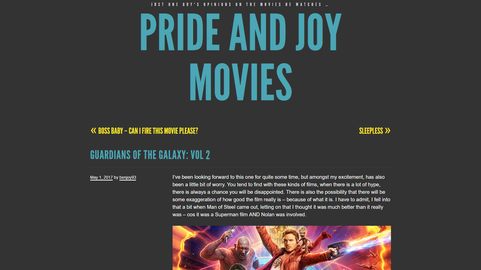 JUST ONE GUY'S OPINIONS ON THE MOVIES HE WATCHES …
PRIDE AND JOY
MOVIES
« BOSS BABY – CAN I FIRE THIS MOVIE PLEASE?
SLEEPLESS »
GUARDIANS OF THE GALAXY: VOL 2
May 1, 2017 by henjoy93
I've been looking forward to this one for quite some time, but amongst my excitement, has also
been a little bit of worry. You tend to find with these kinds of films, when there is a lot of hype,
there is always a chance you will be disappointed. There is also the possibility that there will be
some exaggeration of how good the film really is – because of what it is. I have to admit, I fell into
that a bit when Man of Steel came out, letting on that I thought it was much better than it really
was – cos it was a Superman film AND Nolan was involved.